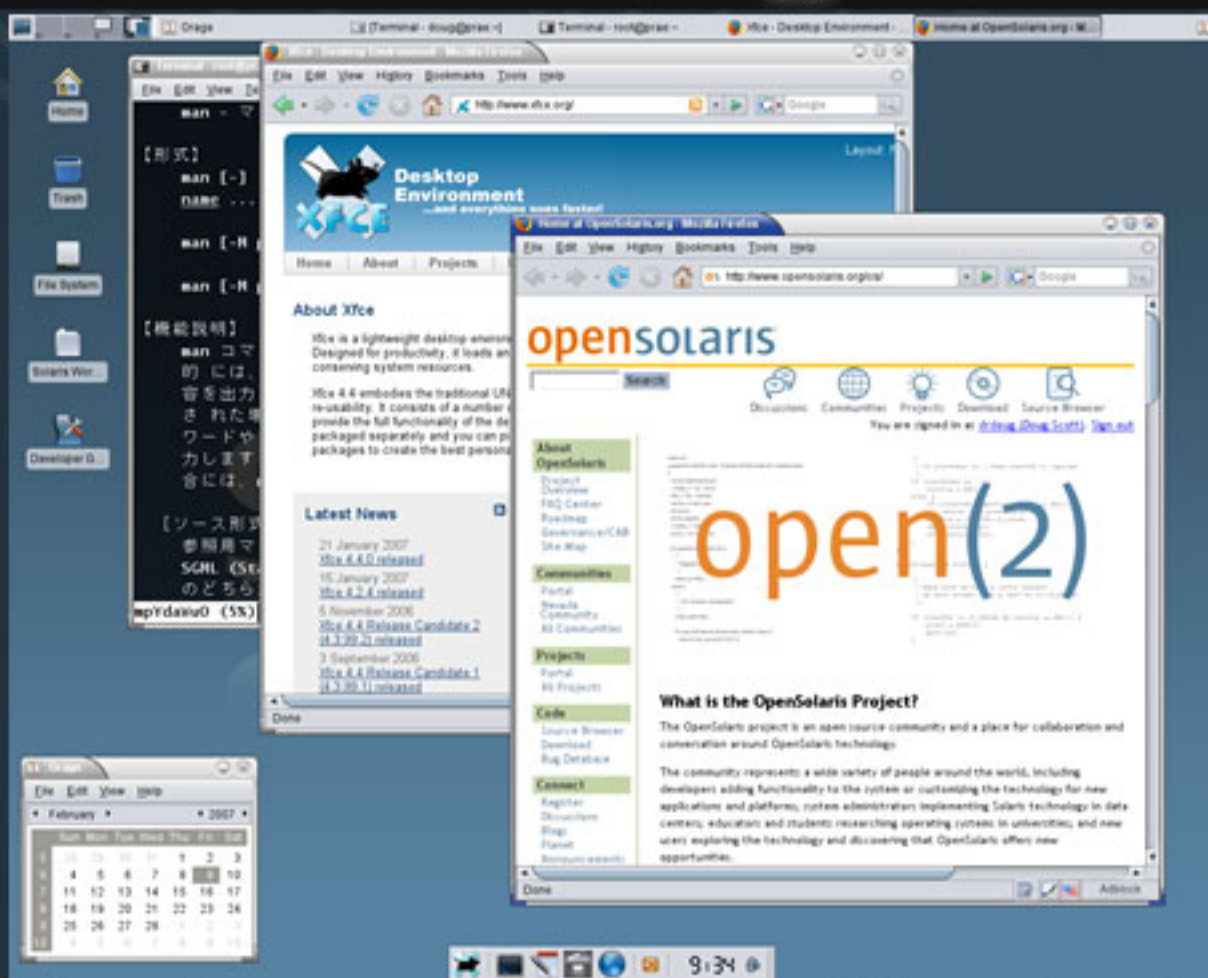 Orage
(Terminal - doug@prae ~)
Terminal - root@prae ~
Xfce - Desktop Environment -
Home at OpenSolaris.org - M...
Home
Trash
File System
Solaris Wor...
Developer G...
File Edit View
man - マ
【形式】
man [-]
name ...
man [-M
man [-M
【機能説明】
man コマ
的 には、
容を出力
さ れた
ワードや
力します
合には、
[ソース形式
参照用マ
SGML (St
のどちら
mpYdaWuO (5%)
Xfce - Desktop Environment - Mozilla Firefox
File Edit View History Bookmarks Tools Help
http://www.xfce.org/
Google
Layout:
XFCE
Desktop
Environment
...and everything goes faster!
Home About Projects
About Xfce
Xfce is a lightweight desktop
Designed for productivity, it loads
conserving system resources.
Xfce 4.4 embodies the traditional
re-usability. It consists of a number
provide the full functionality of the
packaged separately and you can
packages to create the best
Latest News
21 January 2007
Xfce 4.4.0 released
15 January 2007
Xfce 4.2.4 released
5 November 2006
Xfce 4.4 Release Candidate 2
(4.3.99.2) released
3 September 2006
Xfce 4.4 Release Candidate 1
(4.3.99.1) released
Done
Home at OpenSolaris.org - Mozilla Firefox
File Edit View History Bookmarks Tools Help
http://www.opensolaris.org/os/
Google
opensolaris
Search
Discussions Communities Projects Download Source Browser
You are signed in as drdoug (Doug Scott). Sign out
About
OpenSolaris
Project
Overview
FAQ Center
Roadmap
Governance/CAB
Site Map
Communities
Portal
Nevada
Community
All Communities
Projects
Portal
All Projects
Code
Source Browser
Download
Bug Database
Connect
Register
Discussions
Blogs
Planet
Announcements
open(2)
What is the OpenSolaris Project?
The OpenSolaris project is an open source community and a place for collaboration and
conversation around OpenSolaris technology.
The community represents a wide variety of people around the world, including
developers adding functionality to the system or customizing the technology for new
applications and platforms; system administrators implementing Solaris technology in data
centers; educators and students researching operating systems in universities; and new
users exploring the technology and discovering that OpenSolaris offers new
opportunities.
Done
Adblock
Orage
File Edit View Help
February 2007
Sun Mon Tue Wed Thu Fri Sat
1 2 3
4 5 6 7 8 9 10
11 12 13 14 15 16 17
18 19 20 21 22 23 24
25 26 27 28
9:34